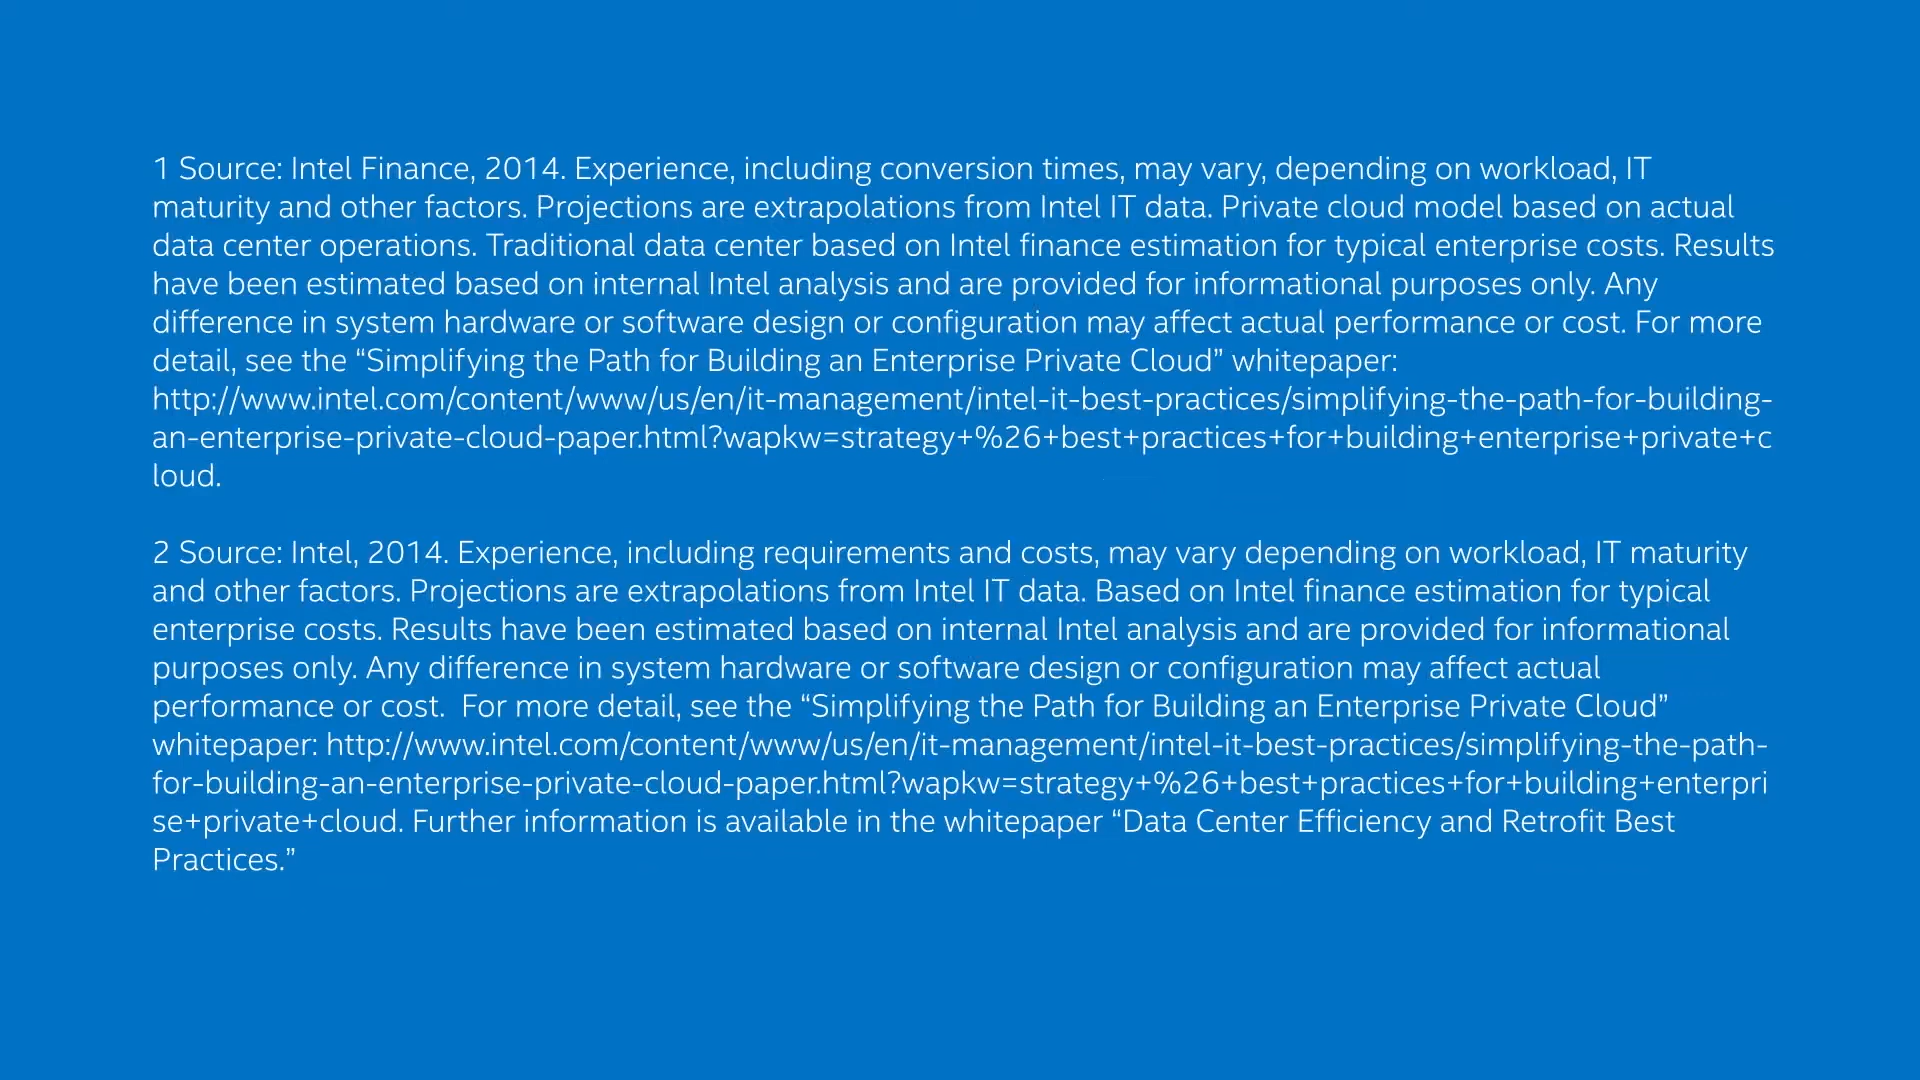 1 Source: Intel Finance, 2014. Experience, including conversion times, may vary, depending on workload, IT
maturity and other factors. Projections are extrapolations from Intel IT data. Private cloud model based on actual
data center operations. Traditional data center based on Intel finance estimation for typical enterprise costs. Results
have been estimated based on internal Intel analysis and are provided for informational purposes only. Any
difference in system hardware or software design or configuration may affect actual performance or cost. For more
detail, see the “Simplifying the Path for Building an Enterprise Private Cloud” whitepaper:
http://www.intel.com/content/www/us/en/it-management/intel-it-best-practices/simplifying-the-path-for-building-
an-enterprise-private-cloud-paper.html?wapkw=strategy+%26+best+practices+for+building+enterprise+private+c
loud.
2 Source: Intel, 2014. Experience, including requirements and costs, may vary depending on workload, IT maturity
and other factors. Projections are extrapolations from Intel IT data. Based on Intel finance estimation for typical
enterprise costs. Results have been estimated based on internal Intel analysis and are provided for informational
purposes only. Any difference in system hardware or software design or configuration may affect actual
performance or cost.  For more detail, see the “Simplifying the Path for Building an Enterprise Private Cloud”
whitepaper: http://www.intel.com/content/www/us/en/it-management/intel-it-best-practices/simplifying-the-path-
for-building-an-enterprise-private-cloud-paper.html?wapkw=strategy+%26+best+practices+for+building+enterpri
se+private+cloud. Further information is available in the whitepaper “Data Center Efficiency and Retrofit Best
Practices.”